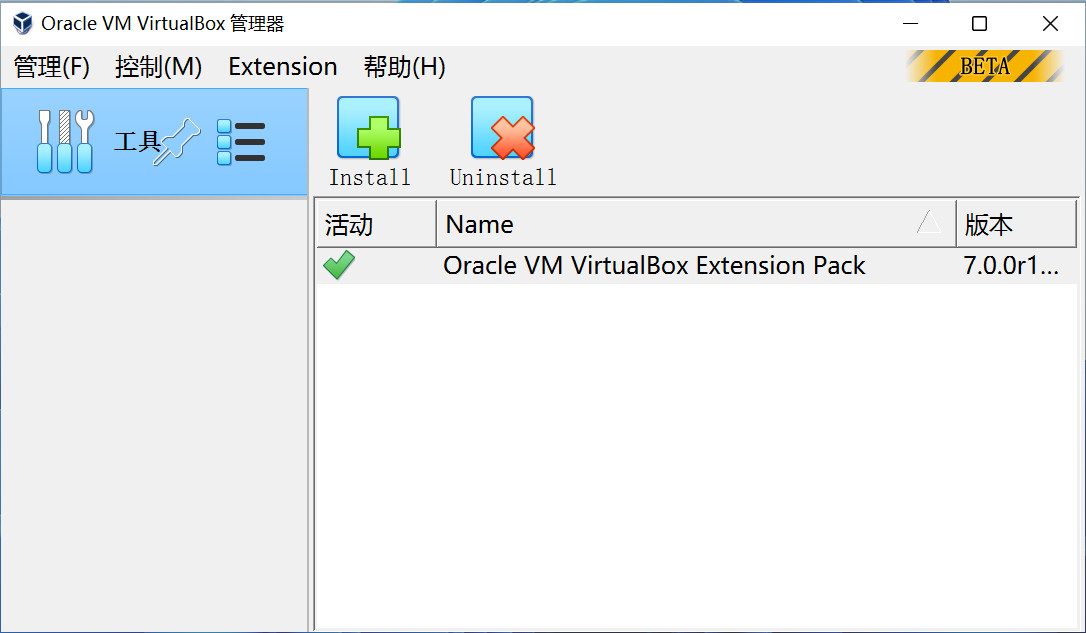 Oracle VM VirtualBox 管理器
管理(F) 控制(M) Extension 帮助(H) BETA
工具
Install Uninstall
活动 Name 版本
Oracle VM VirtualBox Extension Pack 7.0.0r1...